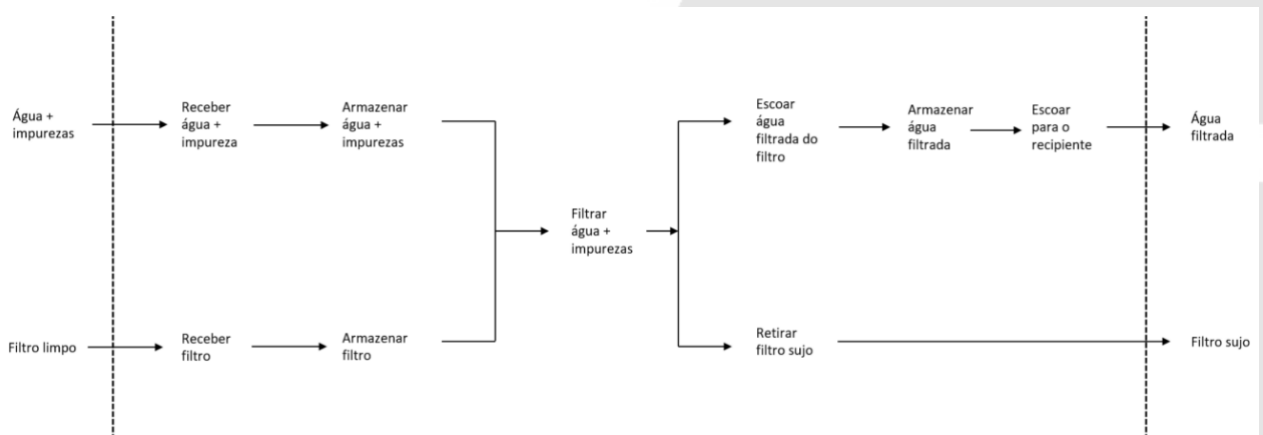 Água +
impurezas
Receber
água +
impureza
Armazenar
água +
impurezas
Escoar
água
filtrada do
filtro
Armazenar
água
filtrada
Escoar
para o
recipiente
Água
filtrada
Filtrar
água +
impurezas
Filtro limpo
Receber
filtro
Armazenar
filtro
Retirar
filtro sujo
Filtro sujo